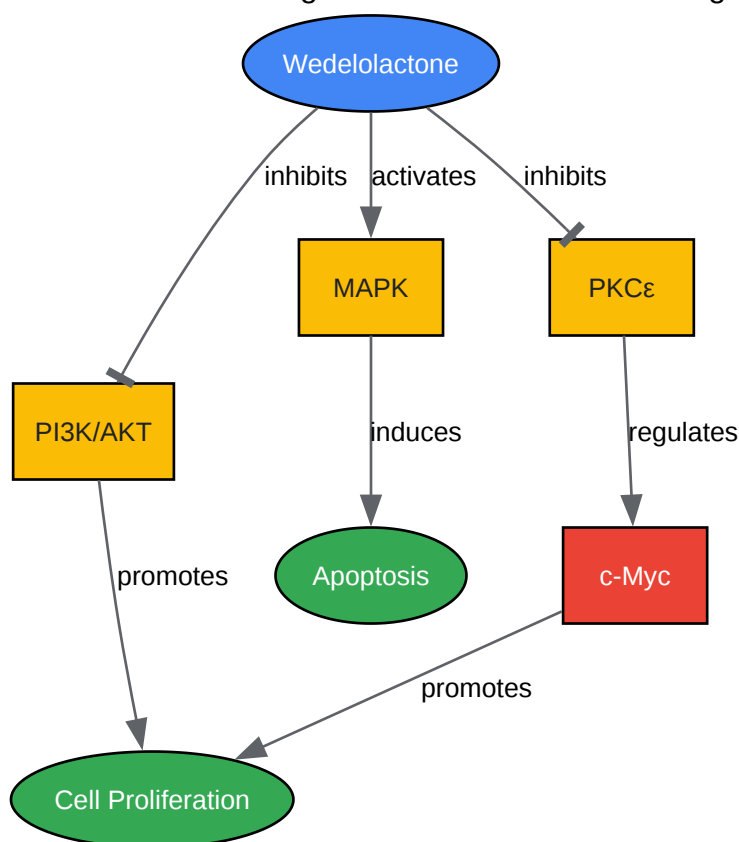 Wedelolactone
inhibits
activates
inhibits
MAPK
PKCε
PI3K/AKT
induces
regulates
promotes
Apoptosis
c-Myc
promotes
Cell Proliferation